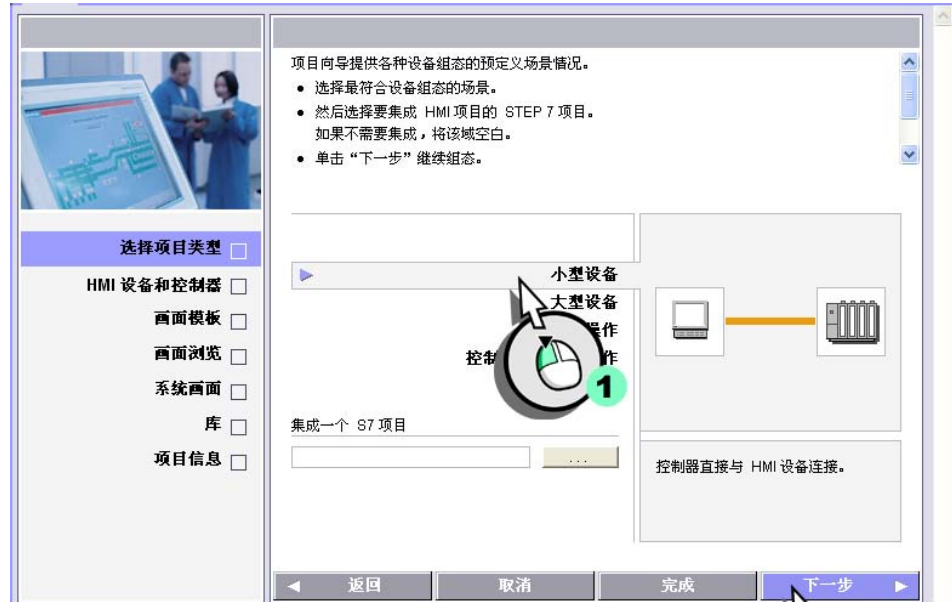 项目向导提供各种设备组态的预定义场景情况。
• 选择最符合设备组态的场景。
• 然后选择要集成 HMI 项目的 STEP 7 项目。
如果不需要集成，将该域空白。
• 单击“下一步”继续组态。
选择项目类型
HMI 设备和控制器
画面模板
画面浏览
系统画面
库
项目信息
小型设备
大型设备
操作
控制
作
1
集成一个 S7 项目
...
控制器直接与 HMI 设备连接。
返回
取消
完成
下一步